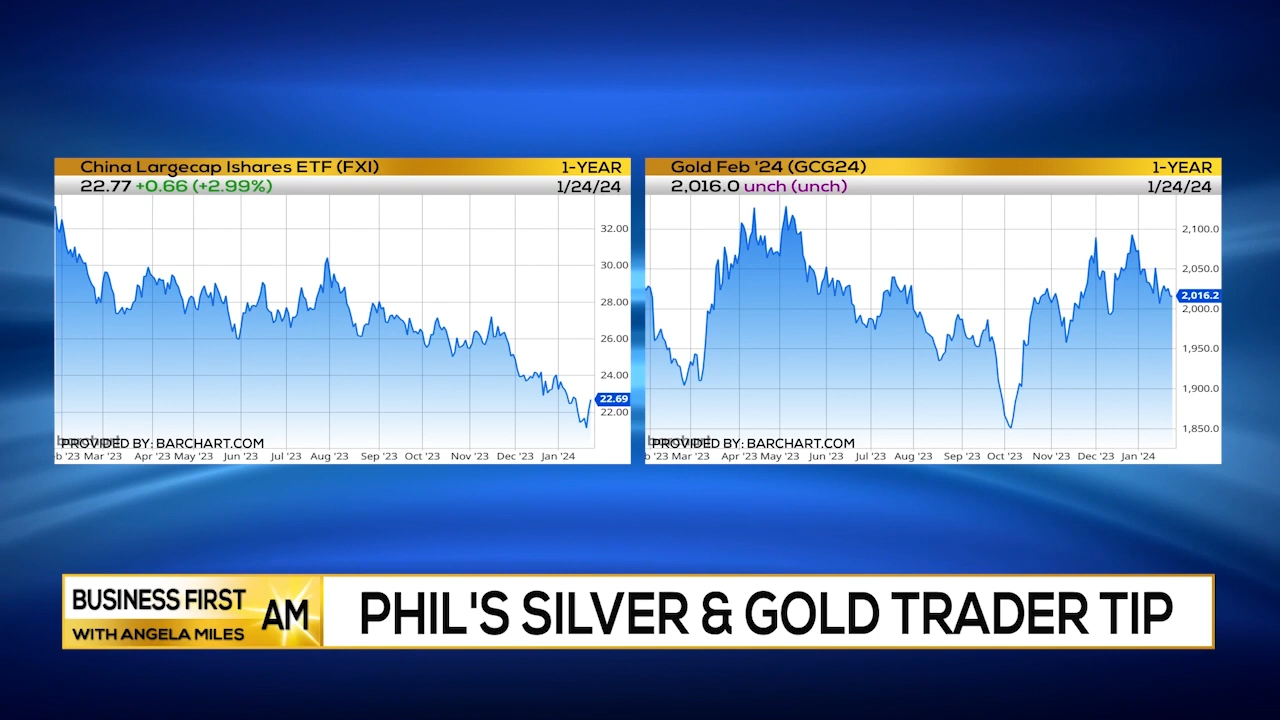 China Largecap Ishares ETF (FXI) 1-YEAR
22.77 +0.66 (+2.99%) 1/24/24
32.00
30.00
28.00
26.00
24.00
22.69
22.00
PROVIDED BY: BARCHART.COM
b '23 Mar '23 Apr '23 May '23 Jun '23 Jul '23 Aug '23 Sep '23 Oct '23 Nov '23 Dec '23 Jan '24
Gold Feb '24 (GCG24) 1-YEAR
2,016.0 unch (unch) 1/24/24
2,100.0
2,050.0
2,016.2
2,000.0
1,950.0
1,900.0
1,850.0
PROVIDED BY: BARCHART.COM
b '23 Mar '23 Apr '23 May '23 Jun '23 Jul '23 Aug '23 Sep '23 Oct '23 Nov '23 Dec '23 Jan '24
BUSINESS FIRST
AM
WITH ANGELA MILES
PHIL'S SILVER & GOLD TRADER TIP